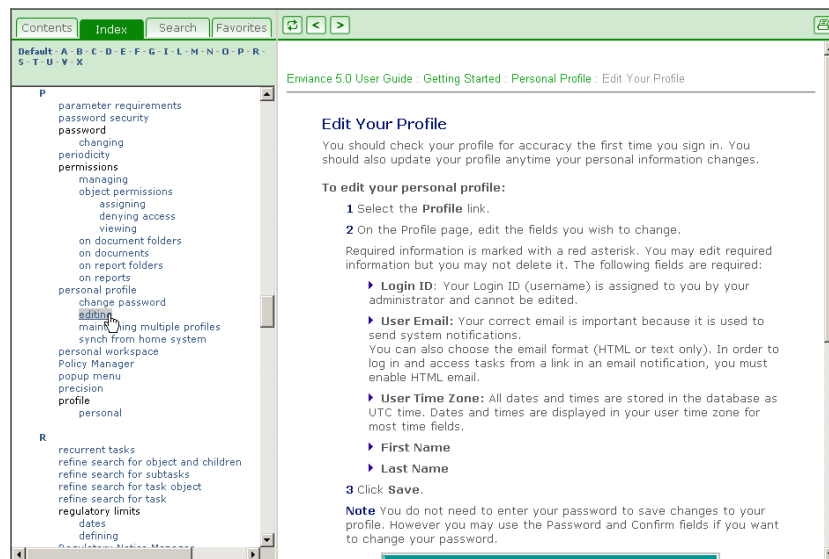 Contents Index Search Favorites
Default - A - B - C - D - E - F - G - I - L - M - N - O - P - R -
S - T - U - V - X
P
parameter requirements
password security
password
changing
periodicity
permissions
managing
object permissions
assigning
denying access
viewing
on document folders
on documents
on report folders
on reports
personal profile
change password
editing
maintaining multiple profiles
synch from home system
personal workspace
Policy Manager
popup menu
precision
profile
personal
R
recurrent tasks
refine search for object and children
refine search for subtasks
refine search for task object
refine search for task
regulatory limits
dates
defining
Regulatory Notice Manager
Enviance 5.0 User Guide : Getting Started : Personal Profile : Edit Your Profile
Edit Your Profile
You should check your profile for accuracy the first time you sign in. You
should also update your profile anytime your personal information changes.
To edit your personal profile:
1 Select the Profile link.
2 On the Profile page, edit the fields you wish to change.
Required information is marked with a red asterisk. You may edit required
information but you may not delete it. The following fields are required:
Login ID: Your Login ID (username) is assigned to you by your
administrator and cannot be edited.
User Email: Your correct email is important because it is used to
send system notifications.
You can also choose the email format (HTML or text only). In order to
log in and access tasks from a link in an email notification, you must
enable HTML email.
User Time Zone: All dates and times are stored in the database as
UTC time. Dates and times are displayed in your user time zone for
most time fields.
First Name
Last Name
3 Click Save.
Note You do not need to enter your password to save changes to your
profile. However you may use the Password and Confirm fields if you want
to change your password.